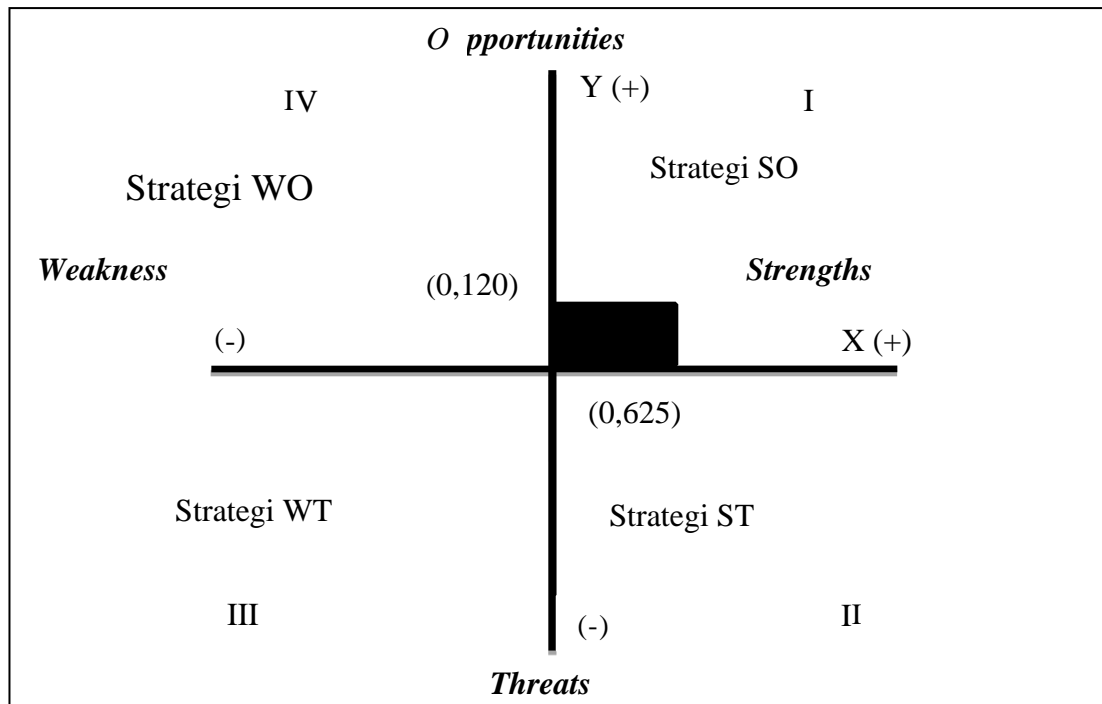 O pportunities
Y (+)
IV
I
Strategi SO
Strategi WO
Weakness
Strengths
(0,120)
(-)
X (+)
(0,625)
Strategi WT
Strategi ST
III
II
(-)
Threats